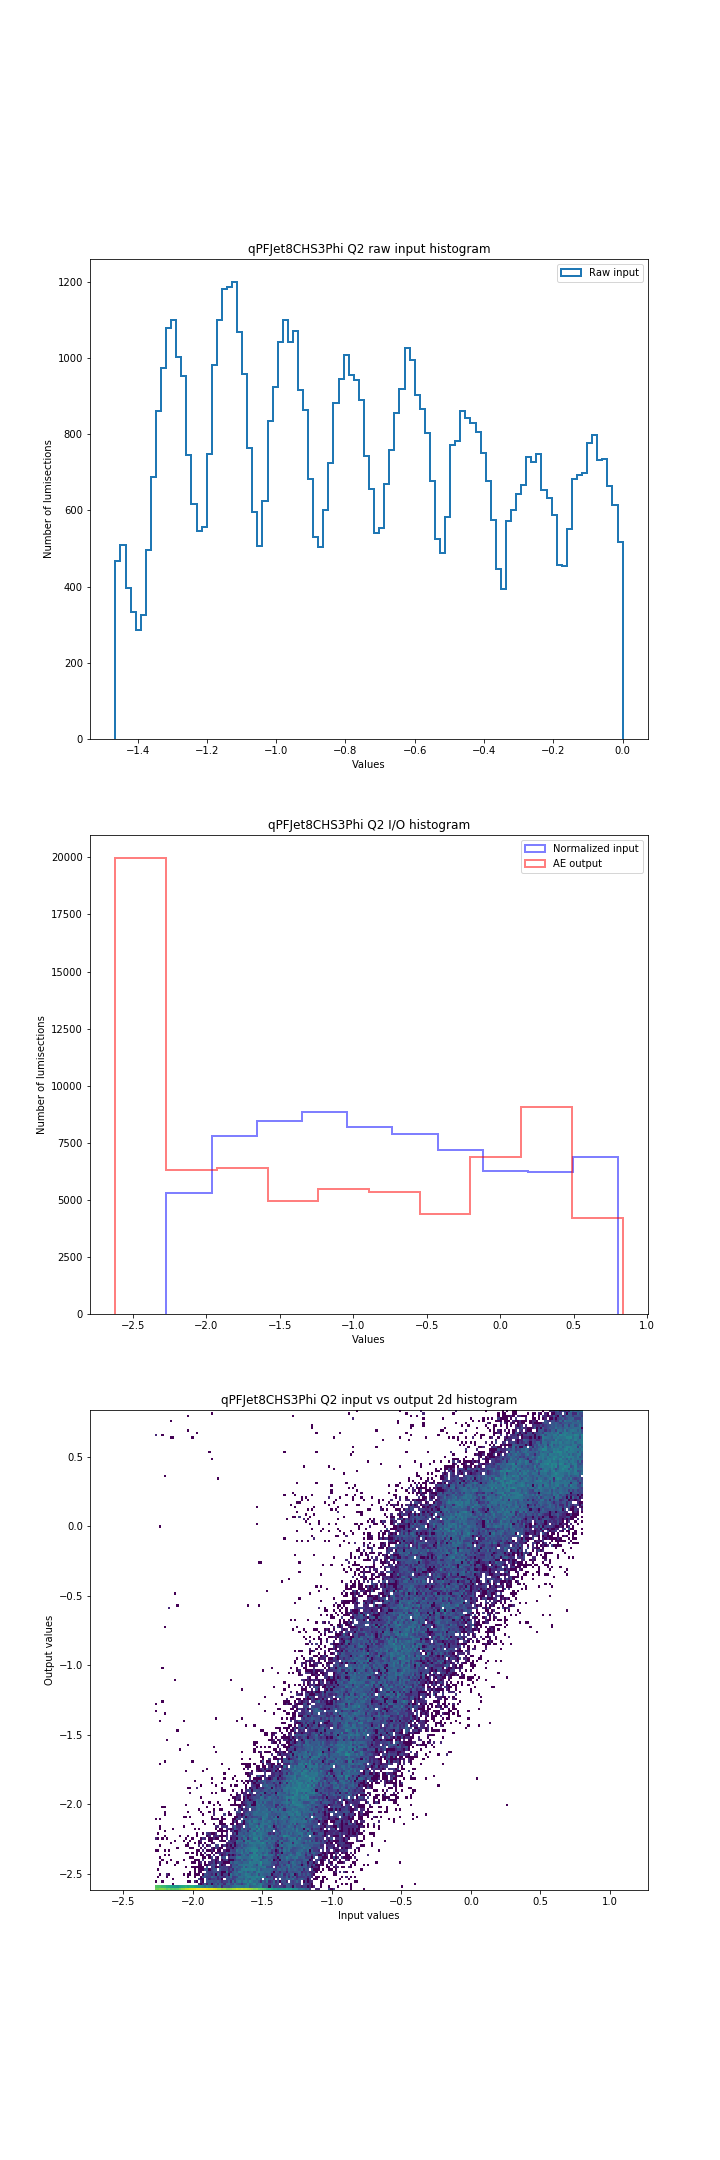 qPFJet8CHS3Phi Q2 raw input histogram
Raw input
1200
1000
800
600
400
200
0
Number of lumisections
−1.4 −1.2 −1.0 −0.8 −0.6 −0.4 −0.2 0.0
Values
qPFJet8CHS3Phi Q2 I/O histogram
Normalized input
AE output
20000
17500
15000
12500
10000
7500
5000
2500
0
Number of lumisections
−2.5 −2.0 −1.5 −1.0 −0.5 0.0 0.5 1.0
Values
qPFJet8CHS3Phi Q2 input vs output 2d histogram
0.5
0.0
−0.5
−1.0
−1.5
−2.0
−2.5
Output values
−2.5 −2.0 −1.5 −1.0 −0.5 0.0 0.5 1.0
Input values